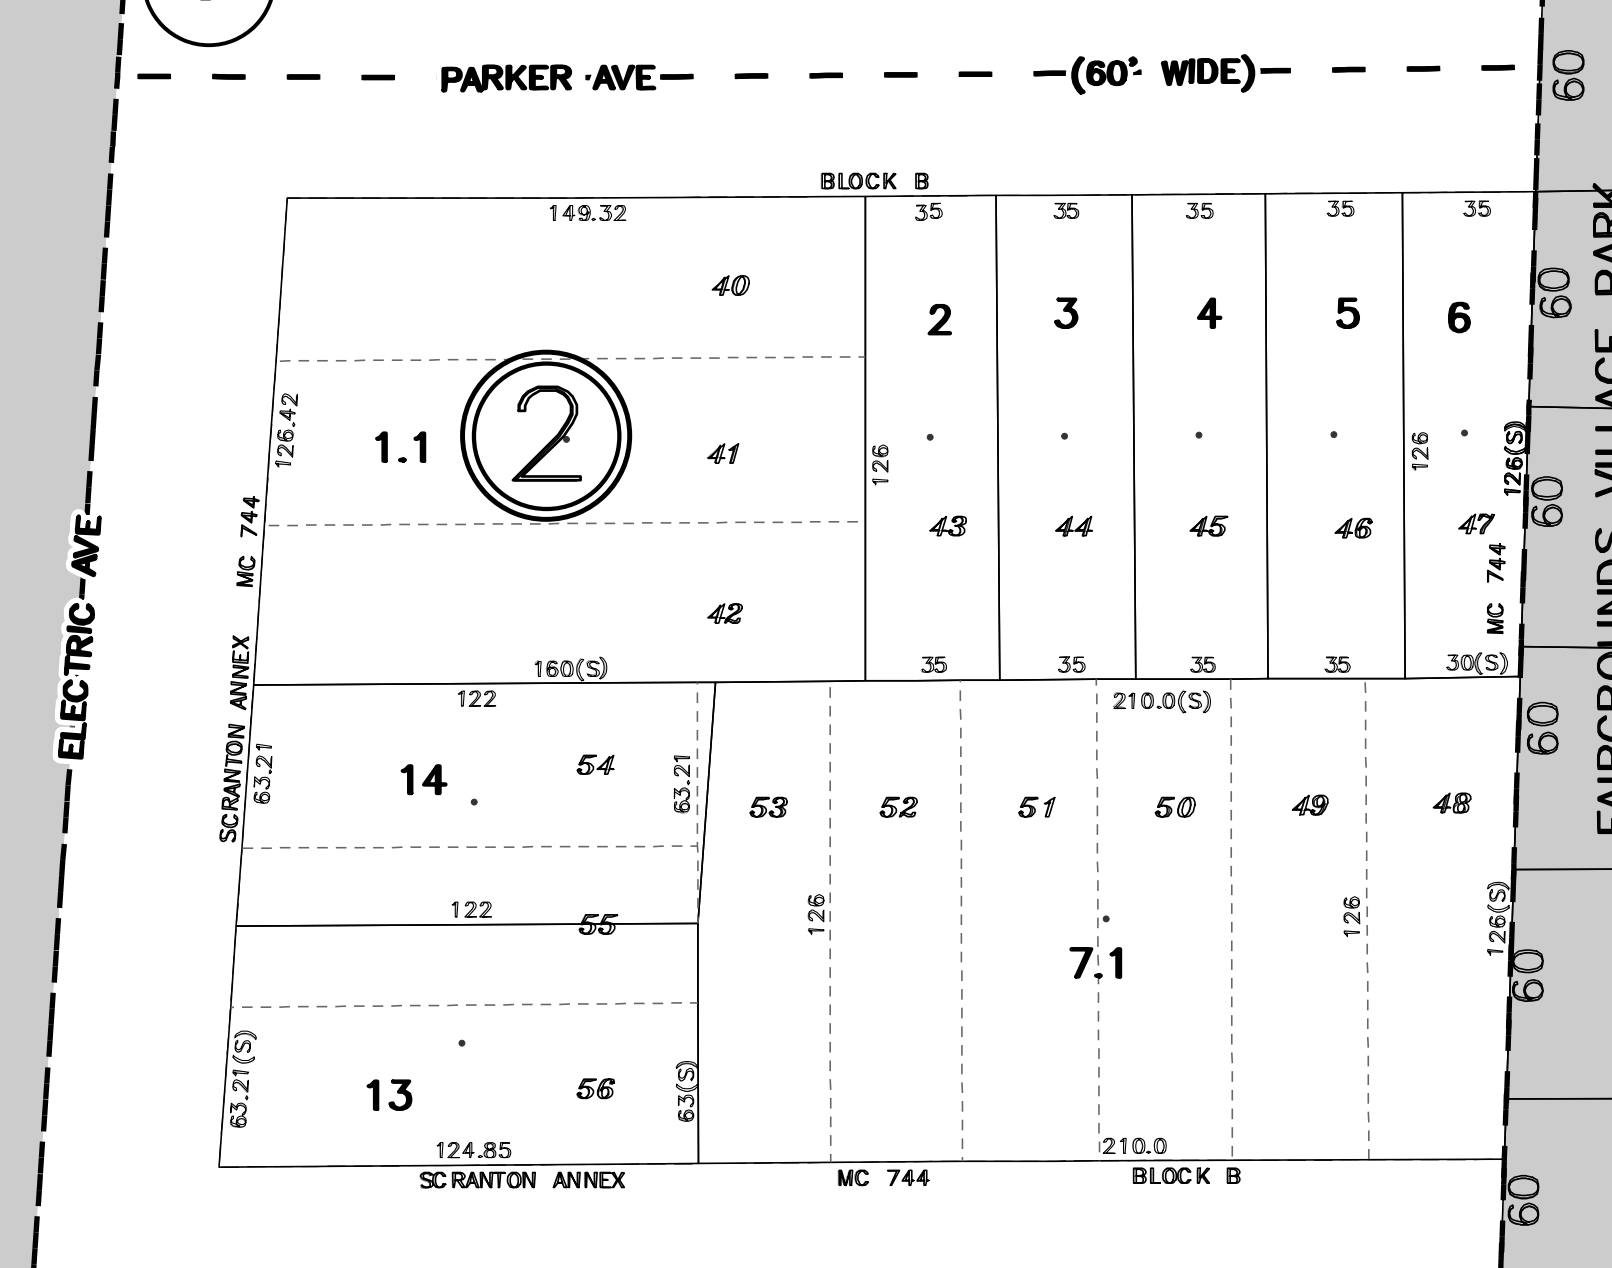 PARKER AVE (60' WIDE)
60
BLOCK B
149.32 35 35 35 35 35
40
2 3 4 5 6
60
126.42
1.1
2
41
126
126
126(S)
60
43 44 45 46 47
MC 744
MC 744
42
160(S)
35 35 35 35 30(S)
ELECTRIC AVE
SCRANTON ANNEX
FAIRGROUNDS VILLAGE PARK
122
210.0(S)
60
63.21
14
54
63.21
53 52 51 50 49 48
122
55
126
126
126(S)
7.1
60
63.21(S)
13
56
63(S)
124.85
210.0
SCRANTON ANNEX MC 744 BLOCK B
60